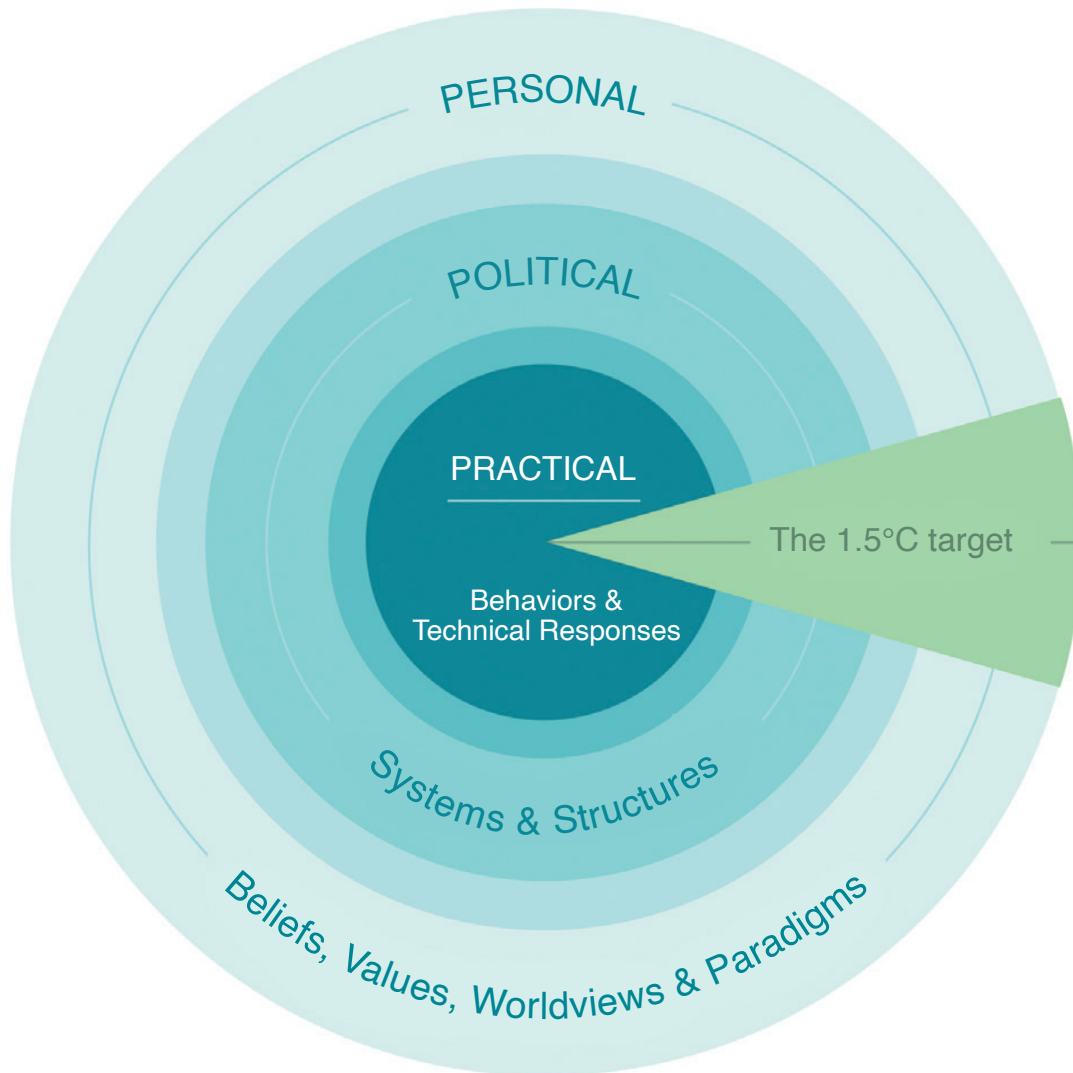 PERSONAL
POLITICAL
PRACTICAL
The 1.5°C target
Behaviors &
Technical Responses
Systems & Structures
Beliefs, Values, Worldviews & Paradigms